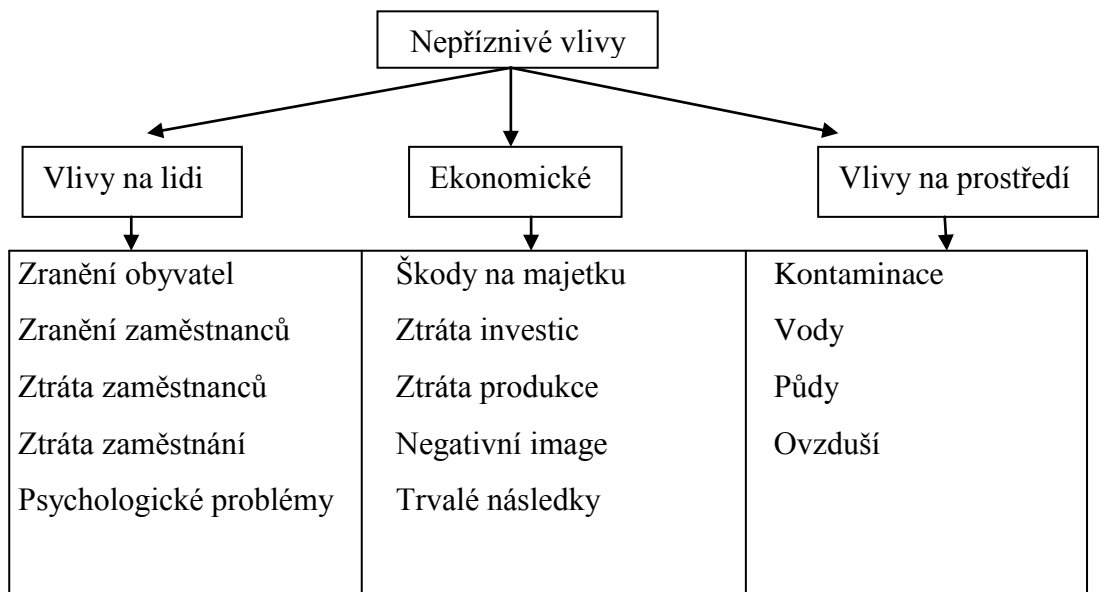 Nepříznivé vlivy
Vlivy na lidi
Ekonomické
Vlivy na prostředí
Zranění obyvatel
Zranění zaměstnanců
Ztráta zaměstnanců
Ztráta zaměstnání
Psychologické problémy
Škody na majetku
Ztráta investic
Ztráta produkce
Negativní image
Trvalé následky
Kontaminace
Vody
Půdy
Ovzduší